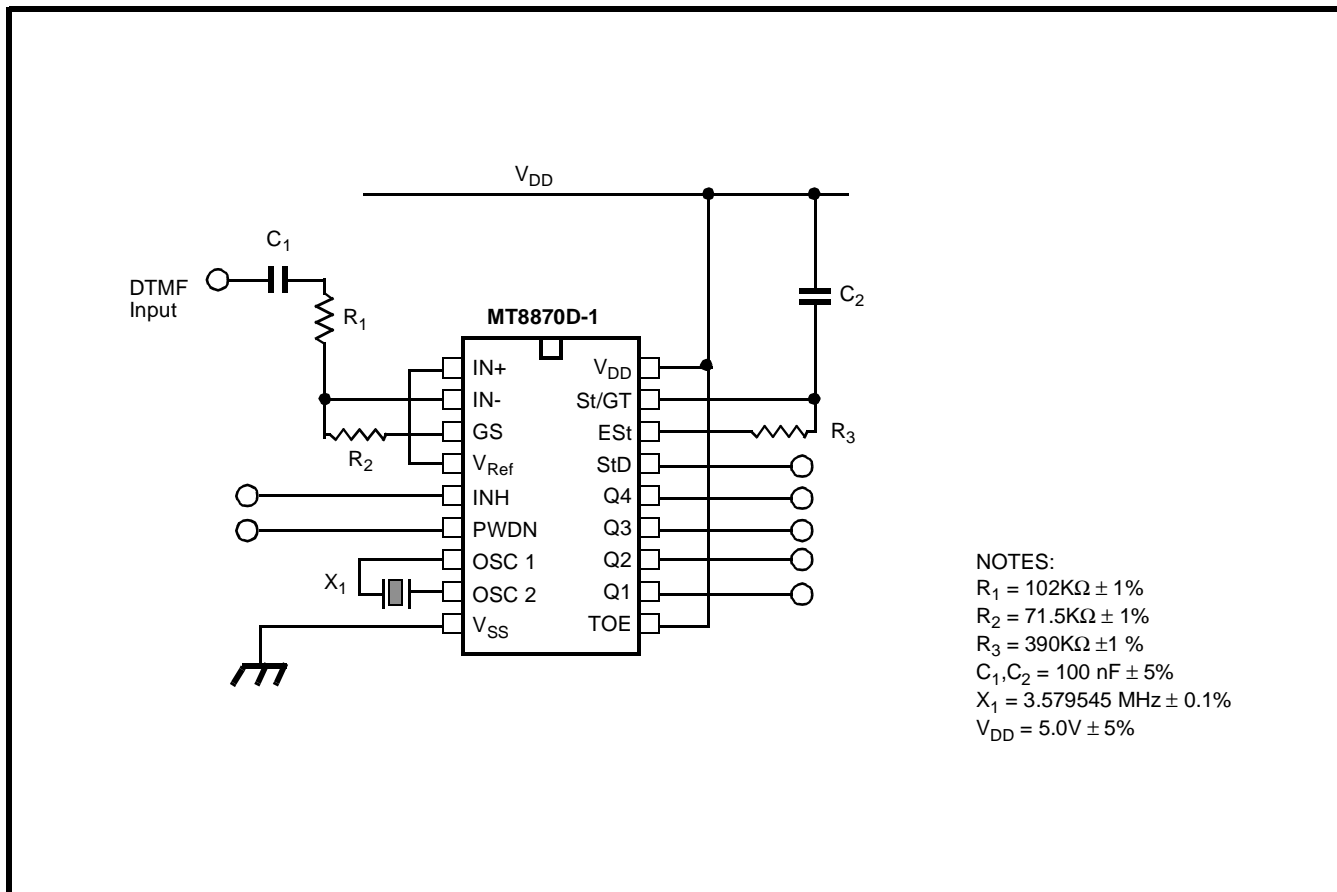 V_DD
C_1
DTMF
Input
R_1
C_2
MT8870D-1
IN+
V_DD
IN-
St/GT
GS
ESt
R_2
R_3
V_Ref
StD
INH
Q4
PWDN
Q3
OSC 1
Q2
X_1
OSC 2
Q1
V_SS
TOE
NOTES:
R_1 = 102KΩ ± 1%
R_2 = 71.5KΩ ± 1%
R_3 = 390KΩ ±1 %
C_1,C_2 = 100 nF ± 5%
X_1 = 3.579545 MHz ± 0.1%
V_DD = 5.0V ± 5%